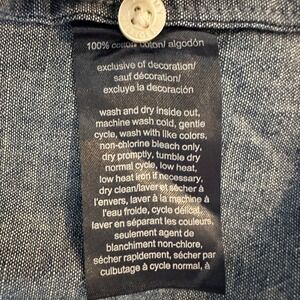 100% cotton/ coton/ algodón
exclusive of decoration/
sauf décoration/
excluye la decoración
wash and dry inside out,
machine wash cold, gentle
cycle, wash with like colors,
non-chlorine bleach only,
dry promptly, tumble dry
normal cycle, low heat,
low heat iron if necessary,
dry clean/laver et sécher à
l'envers, laver à la machine à
l'eau froide, cycle délicat,
laver en séparant les couleurs,
seulement agent de
blanchiment non-chlore,
sécher rapidement, sécher par
culbutage à cycle normal, à